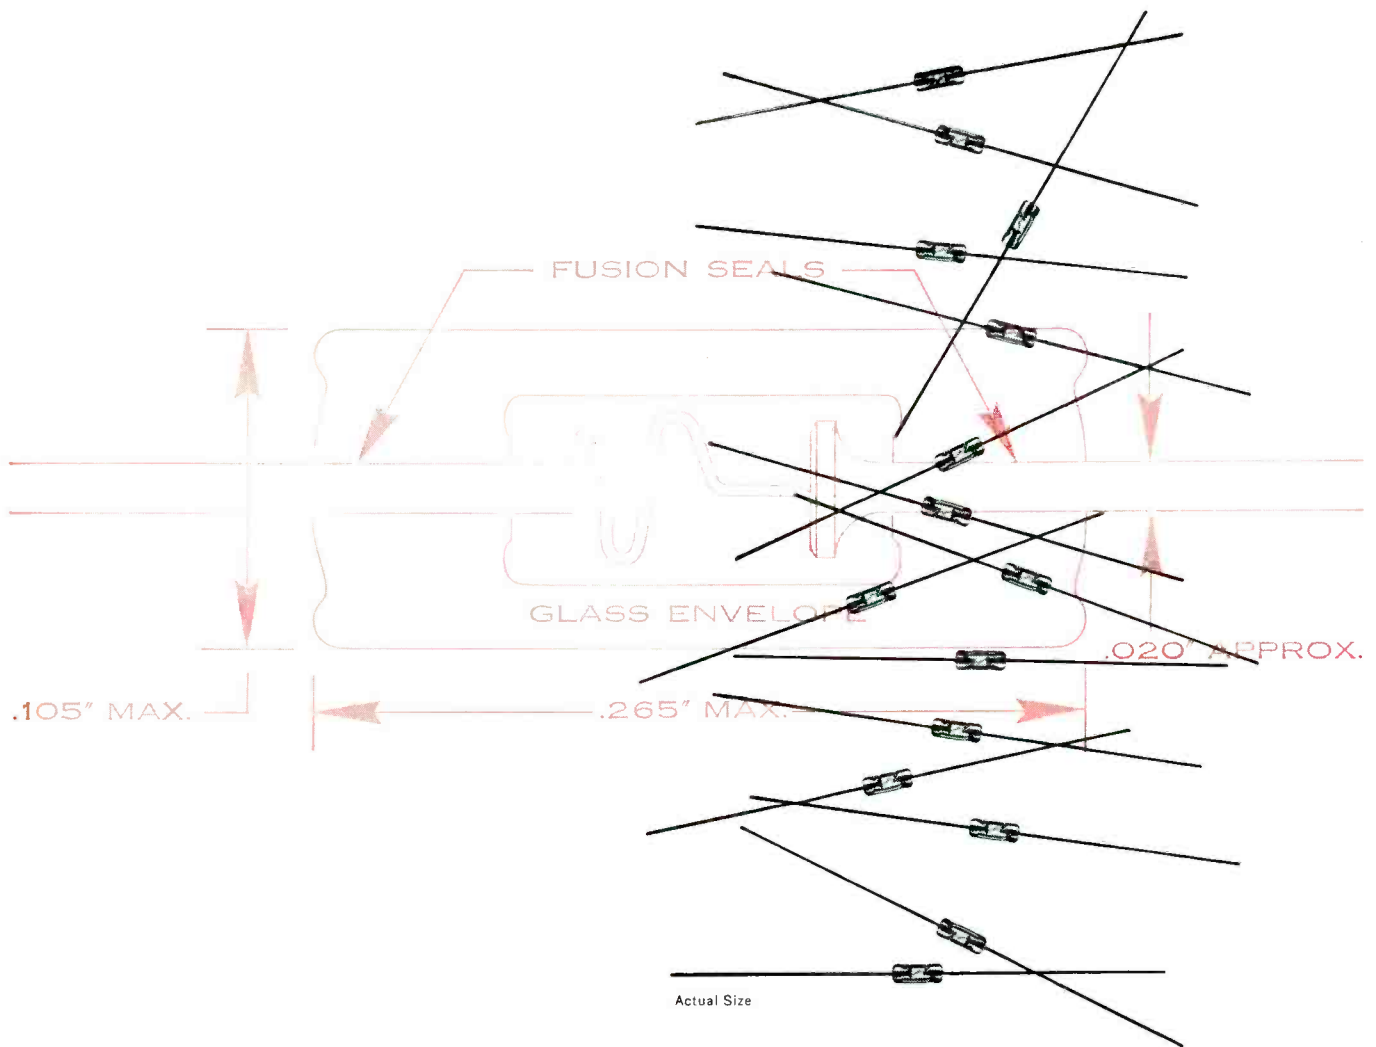 FUSION SEALS
GLASS ENVELOPE
.020" APPROX.
.105" MAX.
.265" MAX.
Actual Size